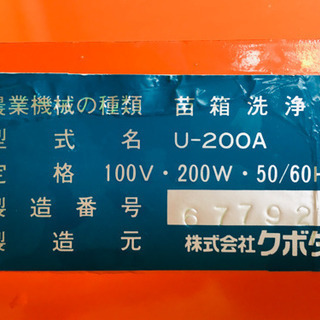 農業機械の種類 苗箱洗浄
型式名 U-200A
定格 100V・200W・50/60H
製造番号 67792
製造元 株式会社クボタ